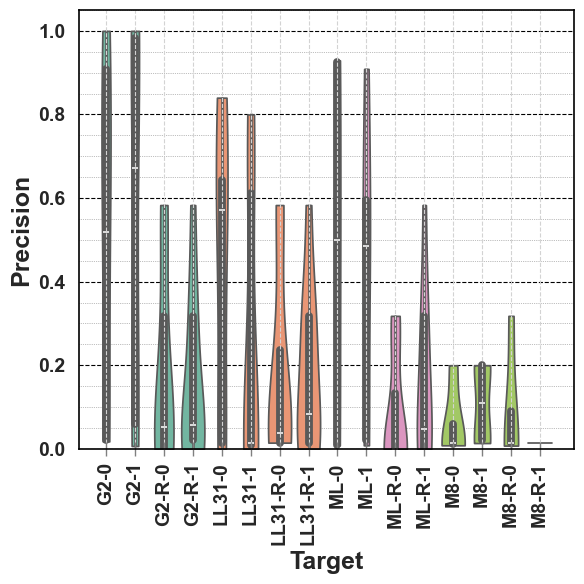 Precision
1.0
0.8
0.6
0.4
0.2
0.0
G2-0
G2-1
G2-R-0
G2-R-1
LL31-0
LL31-1
LL31-R-0
LL31-R-1
ML-0
ML-1
ML-R-0
ML-R-1
M8-0
M8-1
M8-R-0
M8-R-1
Target